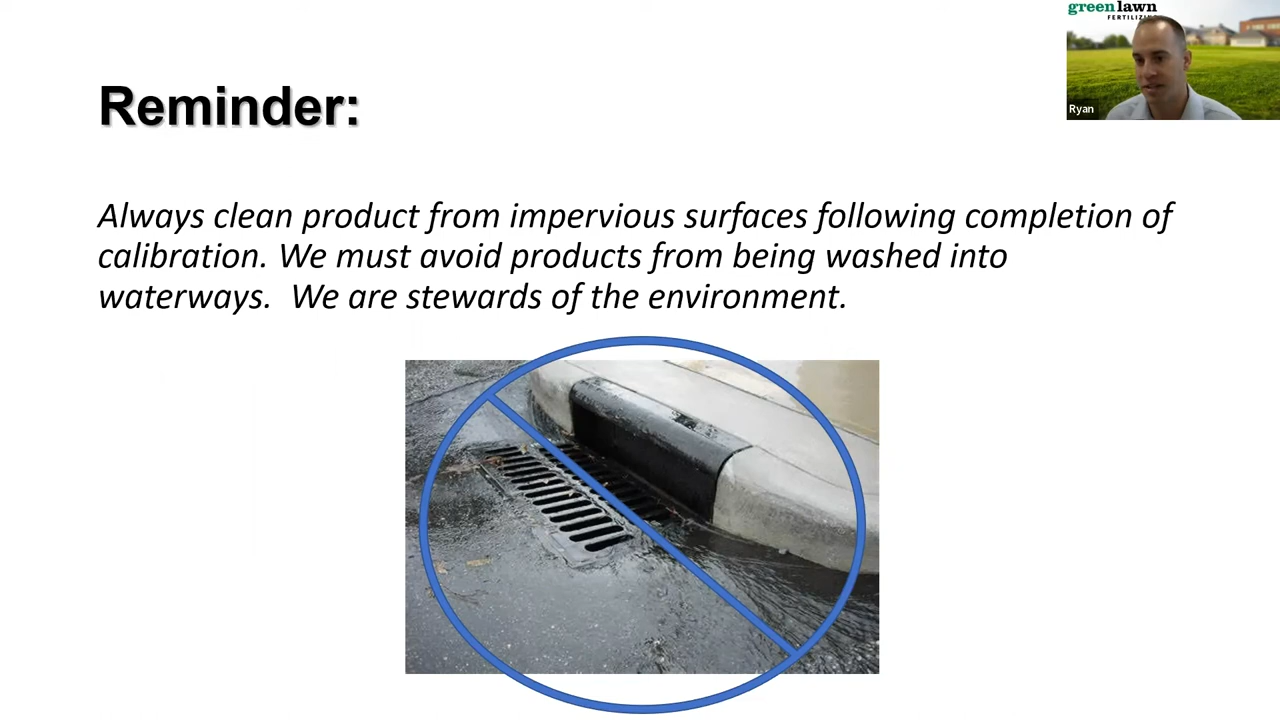 green lawn
FERTILIZING
Ryan
Reminder:
Always clean product from impervious surfaces following completion of
calibration. We must avoid products from being washed into
waterways. We are stewards of the environment.